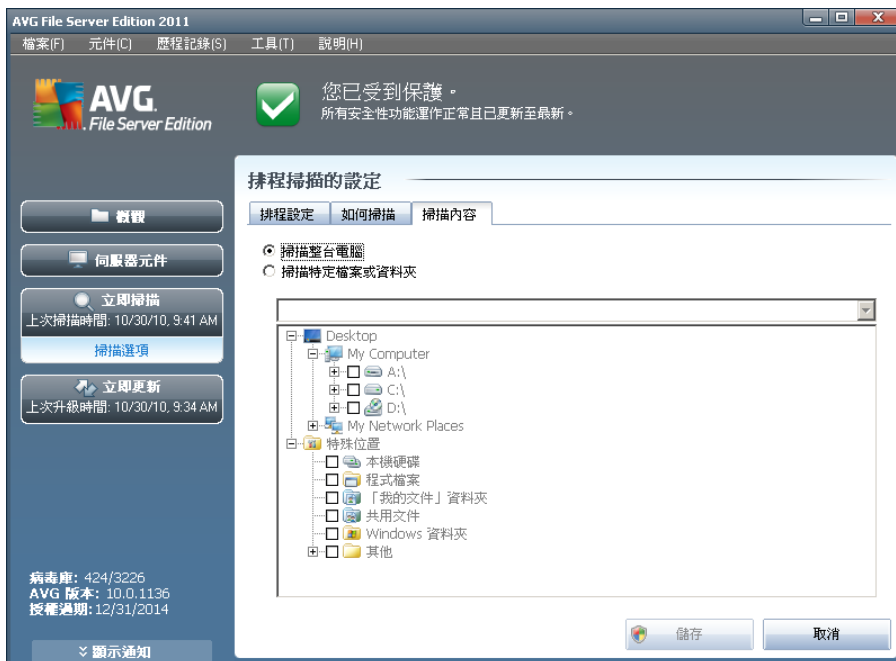 AVG File Server Edition 2011
檔案(F) 元件(C) 歷程記錄(S) 工具(T) 說明(H)
AVG.
File Server Edition
您已受到保護。
所有安全性功能運作正常且已更新至最新。
概觀
伺服器元件
立即掃描
上次掃描時間: 10/30/10, 9:41 AM
掃描選項
立即更新
上次升級時間: 10/30/10, 9:34 AM
病毒庫: 424/3226
AVG 版本: 10.0.1136
授權過期: 12/31/2014
顯示通知
排程掃描的設定
排程設定 如何掃描 掃描內容
掃描整台電腦
掃描特定檔案或資料夾
Desktop
My Computer
A:\
C:\
D:\
My Network Places
特殊位置
本機硬碟
程式檔案
「我的文件」資料夾
共用文件
Windows 資料夾
其他
儲存 取消